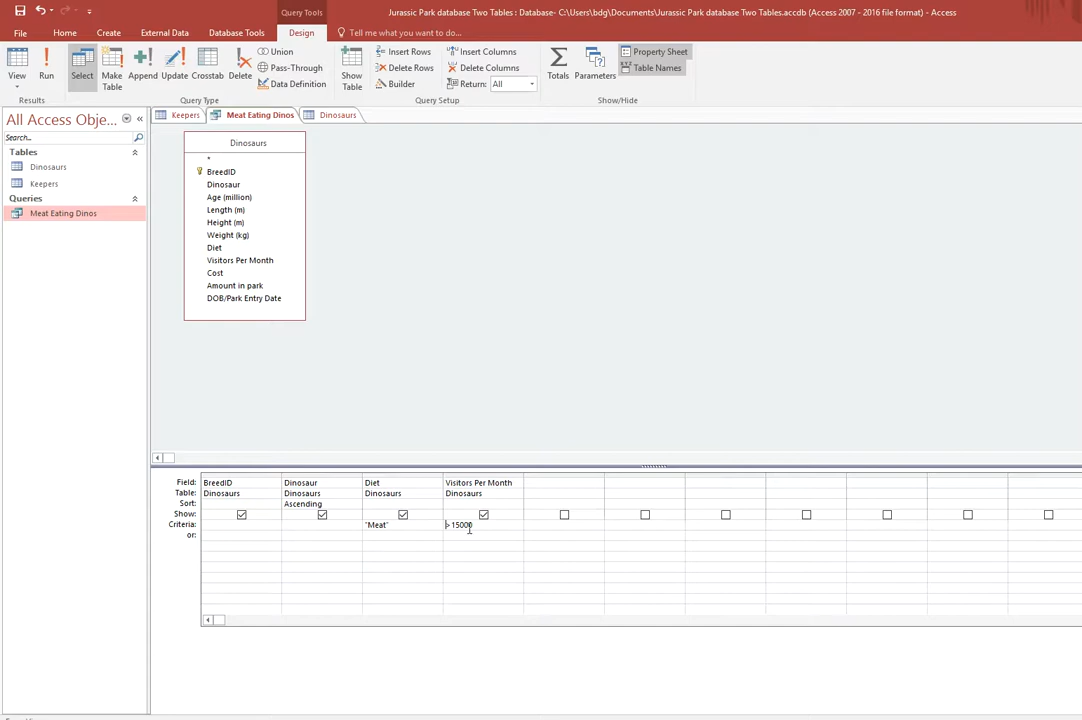 Query Tools
Jurassic Park database Two Tables : Database- C:\Users\bdg\Documents\Jurassic Park database Two Tables.accdb (Access 2007 - 2016 file format) - Access
File Home Create External Data Database Tools Design Tell me what you want to do...
View Run Select Make Table Append Update Crosstab Delete
Union
Pass-Through
Data Definition
Show Table
Insert Rows
Delete Rows
Builder
Insert Columns
Delete Columns
Return: All
Totals Parameters
Property Sheet
Table Names
Results Query Type Query Setup Show/Hide
All Access Obje...
Search...
Tables
Dinosaurs
Keepers
Queries
Meat Eating Dinos
Keepers Meat Eating Dinos Dinosaurs
Dinosaurs
*
BreedID
Dinosaur
Age (million)
Length (m)
Height (m)
Weight (kg)
Diet
Visitors Per Month
Cost
Amount in park
DOB/Park Entry Date
Field: BreedID Dinosaur Diet Visitors Per Month
Table: Dinosaurs Dinosaurs Dinosaurs Dinosaurs
Sort: Ascending
Show:
Criteria: "Meat" >15000
or: